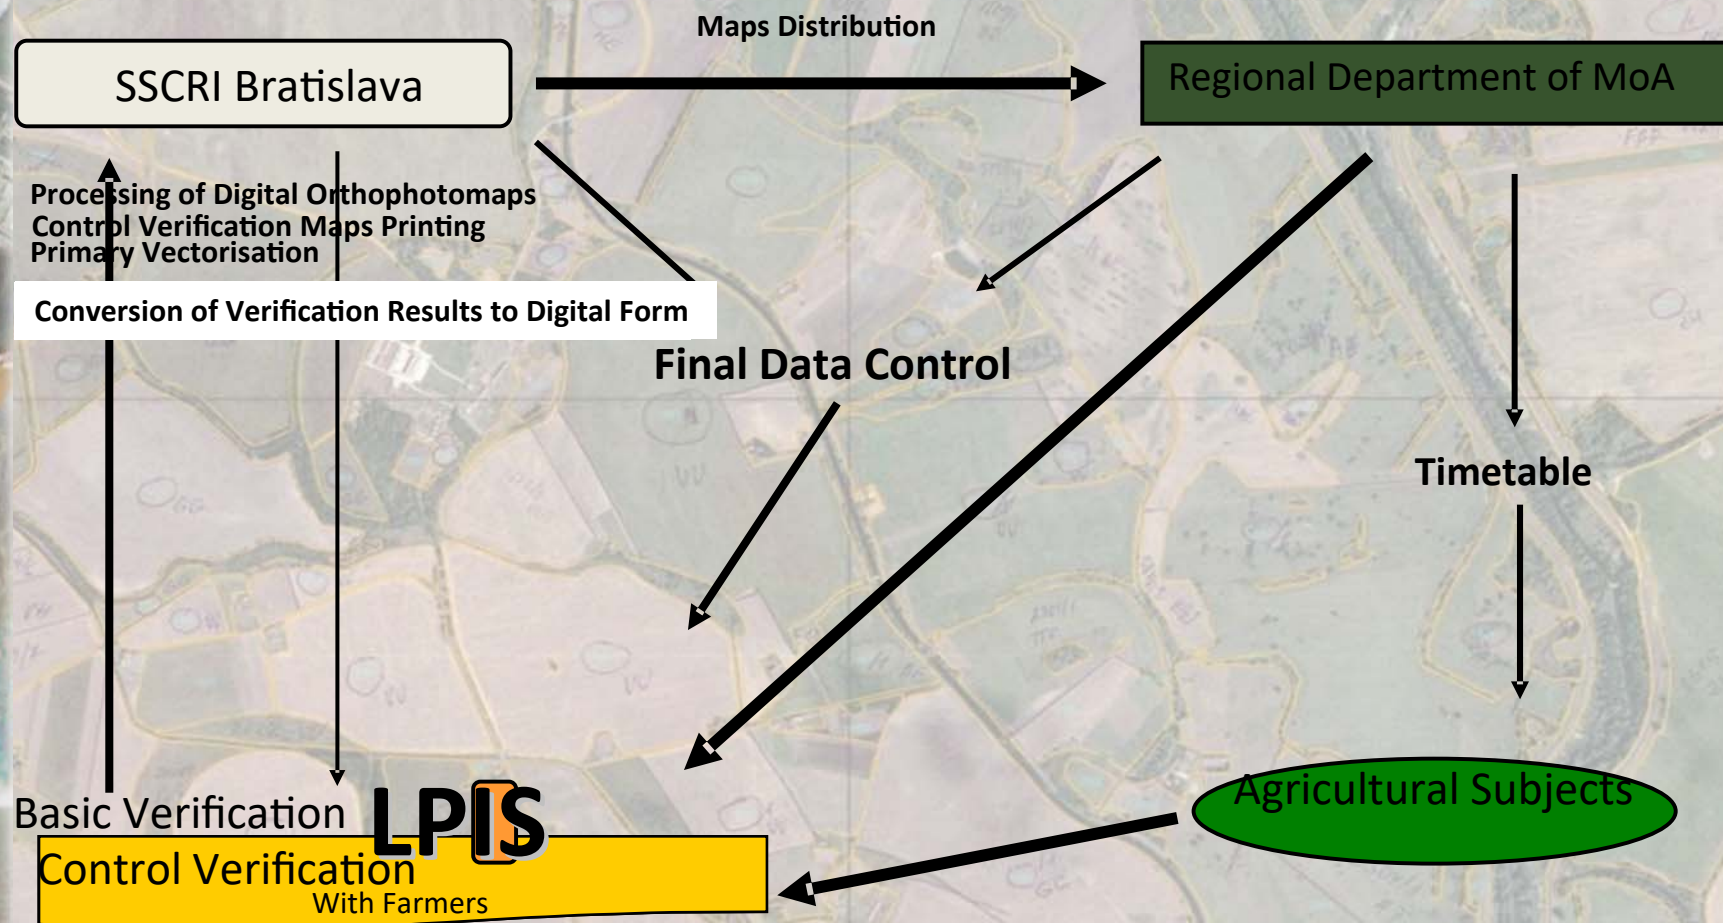 Maps Distribution
SSCRI Bratislava
Regional Department of MoA
Processing of Digital Orthophotomaps
Control Verification Maps Printing
Primary Vectorisation
Conversion of Verification Results to Digital Form
Final Data Control
Timetable
Agricultural Subjects
Basic Verification
LPIS
Control Verification
With Farmers